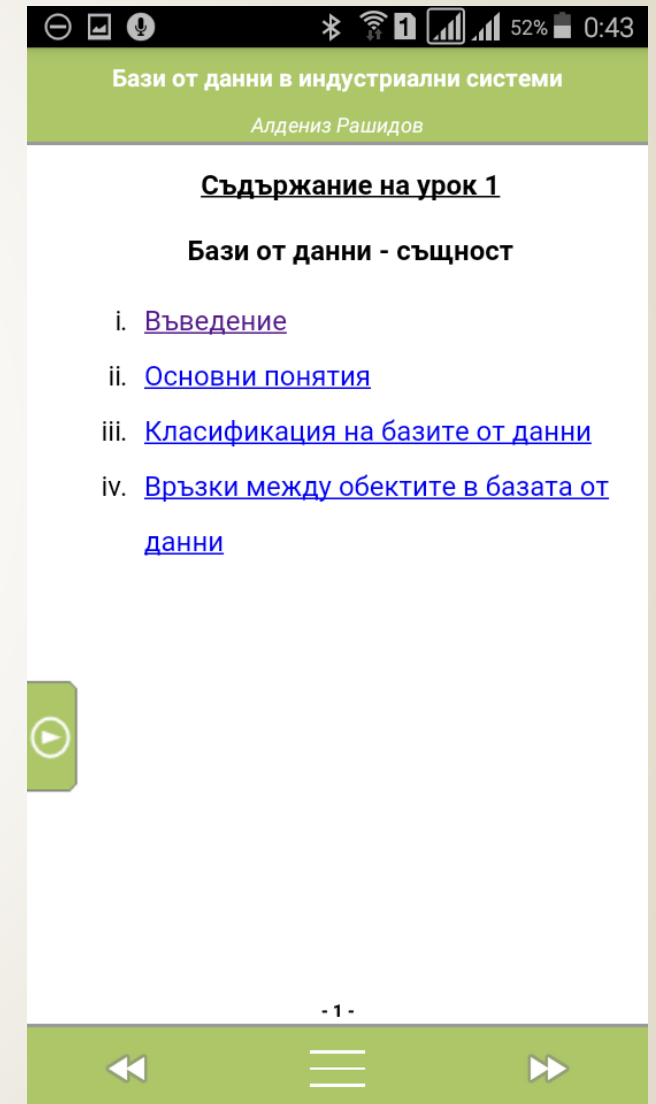 1 52% 0:43
Бази от данни в индустриални системи
Алдениз Рашидов
Съдържание на урок 1
Бази от данни - същност
i. Въведение
ii. Основни понятия
iii. Класификация на базите от данни
iv. Връзки между обектите в базата от
данни
- 1 -